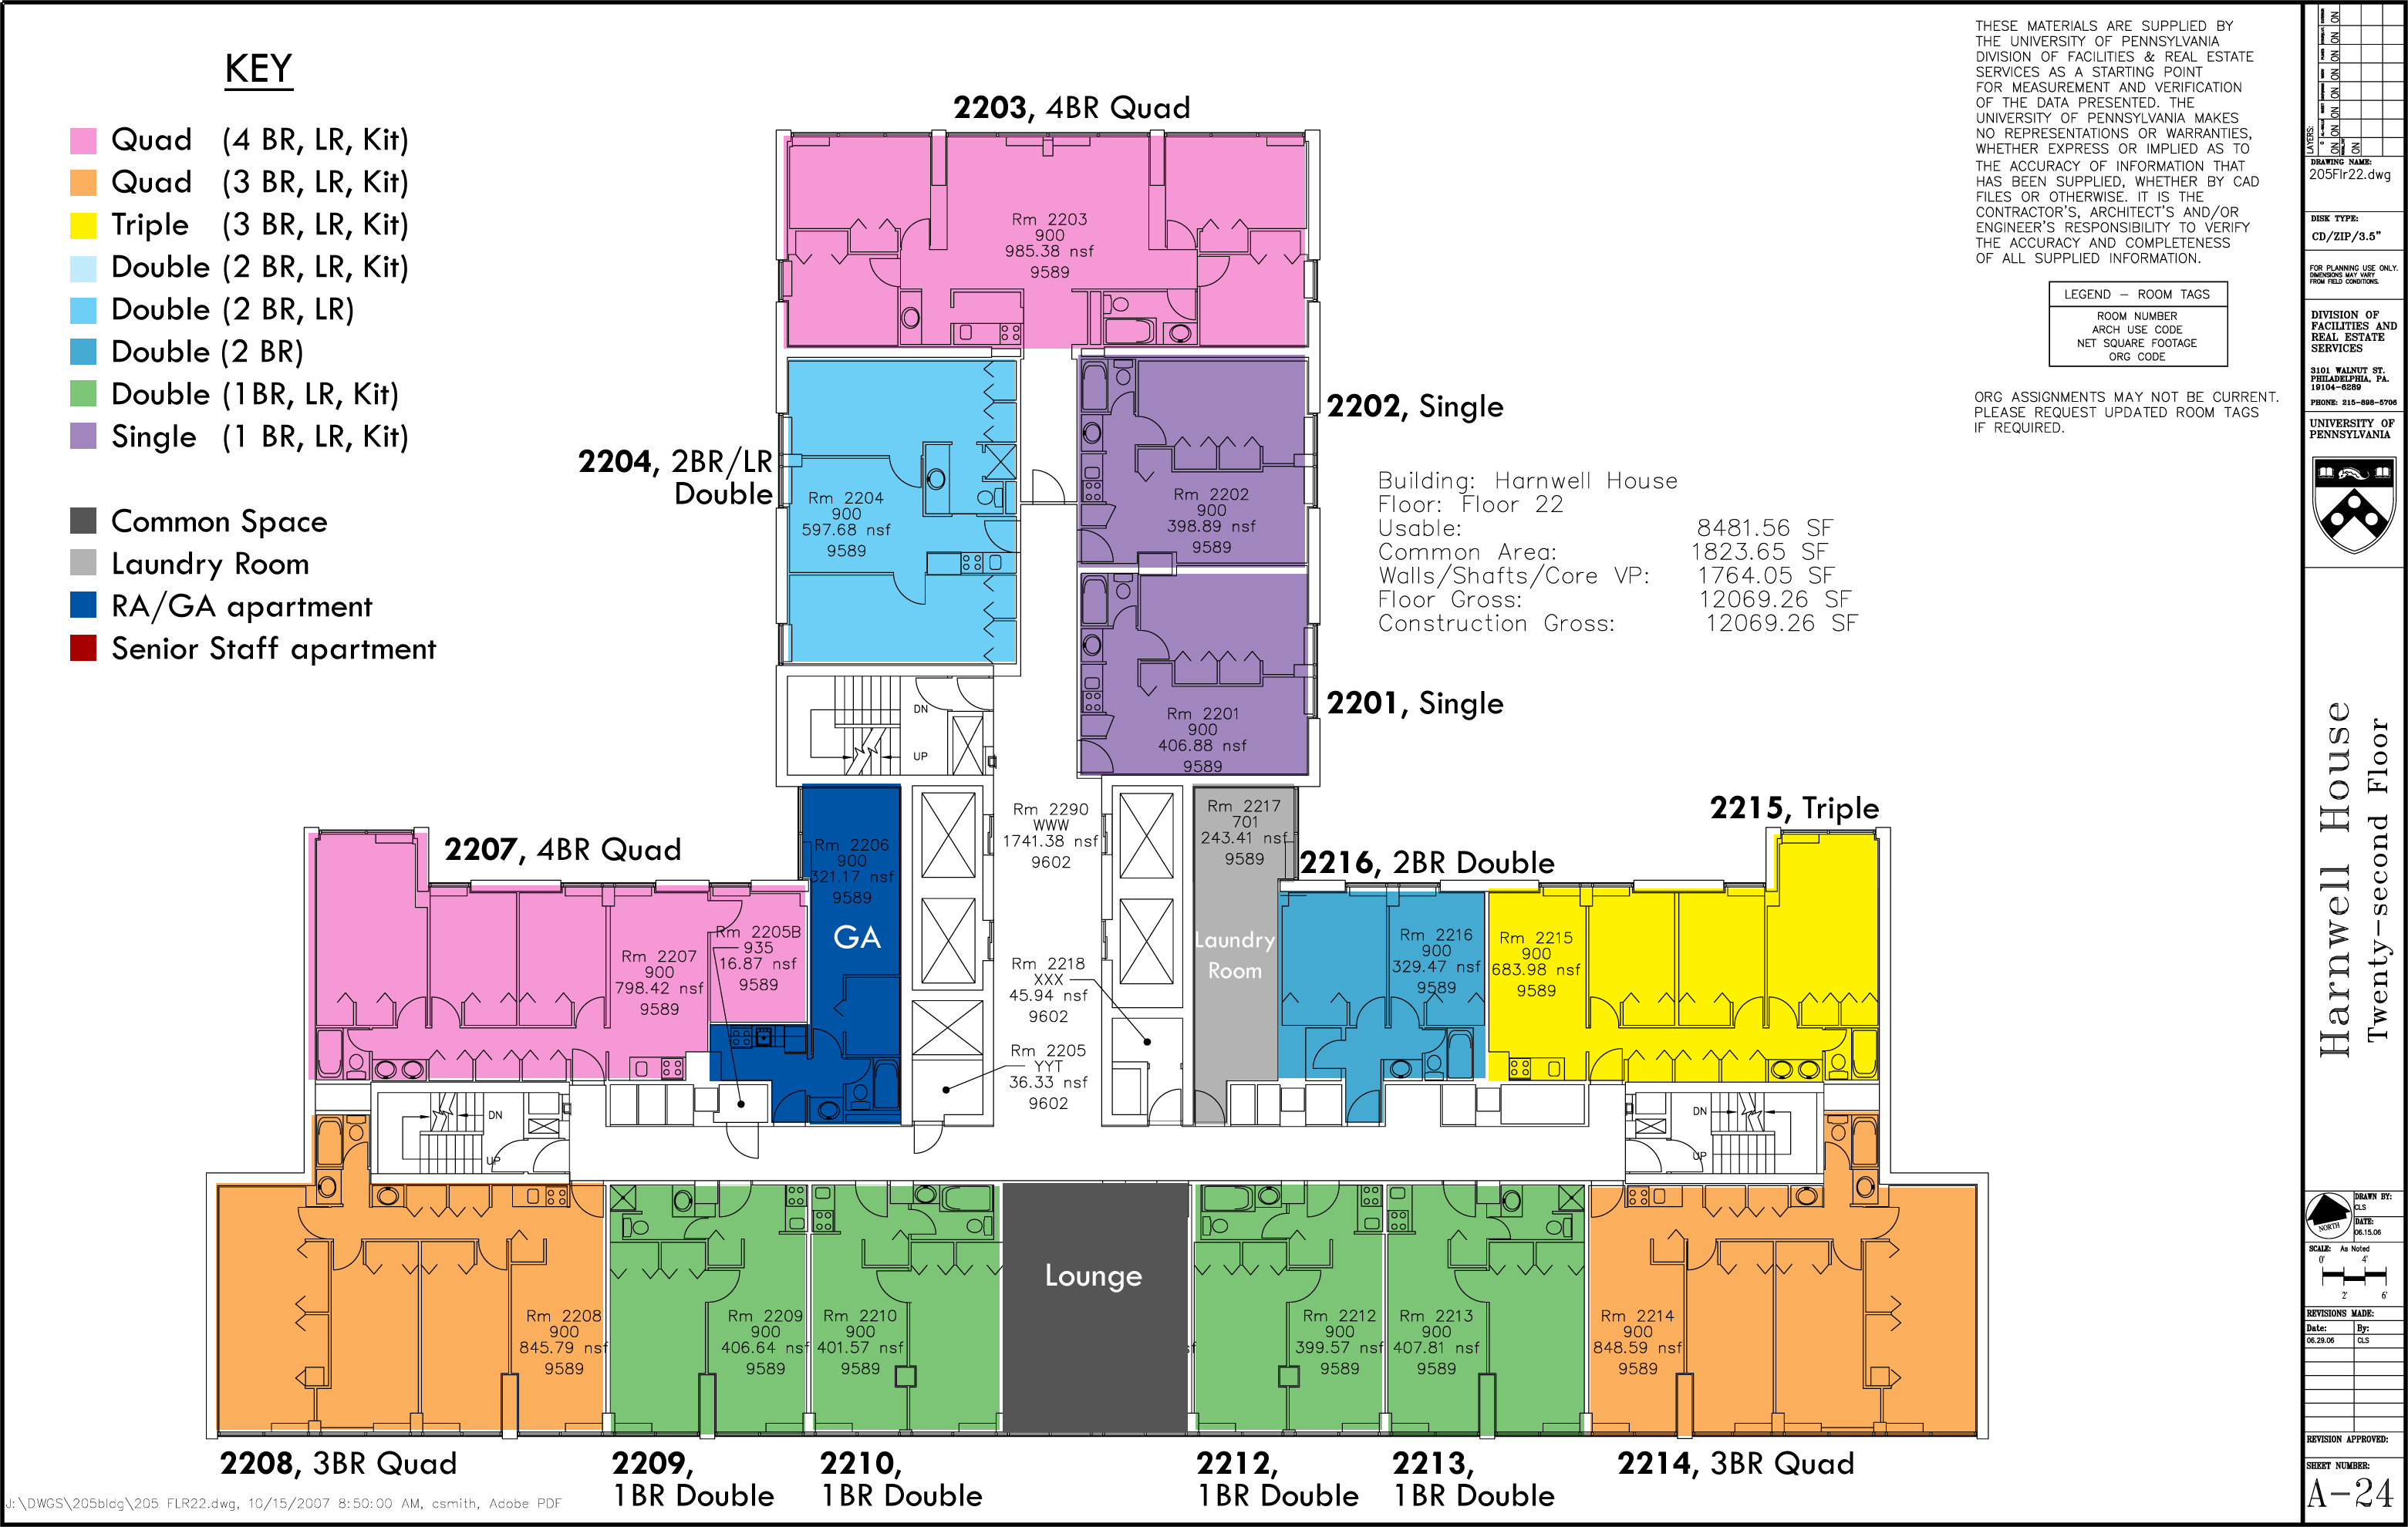 KEY
Quad (4 BR, LR, Kit)
Quad (3 BR, LR, Kit)
Triple (3 BR, LR, Kit)
Double (2 BR, LR, Kit)
Double (2 BR, LR)
Double (2 BR)
Double (1BR, LR, Kit)
Single (1 BR, LR, Kit)
Common Space
Laundry Room
RA/GA apartment
Senior Staff apartment
2203, 4BR Quad
Rm 2203
900
985.38 nsf
9589
2202, Single
Rm 2202
900
398.89 nsf
9589
2204, 2BR/LR
Double
Rm 2204
900
597.68 nsf
9589
2201, Single
Rm 2201
900
406.88 nsf
9589
DN
UP
THESE MATERIALS ARE SUPPLIED BY
THE UNIVERSITY OF PENNSYLVANIA
DIVISION OF FACILITIES & REAL ESTATE
SERVICES AS A STARTING POINT
FOR MEASUREMENT AND VERIFICATION
OF THE DATA PRESENTED. THE
UNIVERSITY OF PENNSYLVANIA MAKES
NO REPRESENTATIONS OR WARRANTIES,
WHETHER EXPRESS OR IMPLIED AS TO
THE ACCURACY OF INFORMATION THAT
HAS BEEN SUPPLIED, WHETHER BY CAD
FILES OR OTHERWISE. IT IS THE
CONTRACTOR'S, ARCHITECT'S AND/OR
ENGINEER'S RESPONSIBILITY TO VERIFY
THE ACCURACY AND COMPLETENESS
OF ALL SUPPLIED INFORMATION.
LEGEND – ROOM TAGS
ROOM NUMBER
ARCH USE CODE
NET SQUARE FOOTAGE
ORG CODE
ORG ASSIGNMENTS MAY NOT BE CURRENT.
PLEASE REQUEST UPDATED ROOM TAGS
IF REQUIRED.
Building: Harnwell House
Floor: Floor 22
Usable: 8481.56 SF
Common Area: 1823.65 SF
Walls/Shafts/Core VP: 1764.05 SF
Floor Gross: 12069.26 SF
Construction Gross: 12069.26 SF
2207, 4BR Quad
Rm 2207
900
798.42 nsf
9589
Rm 2205B
935
16.87 nsf
9589
Rm 2206
900
321.17 nsf
9589
GA
Rm 2290
WWW
1741.38 nsf
9602
Rm 2218
XXX
45.94 nsf
9602
Rm 2205
YYT
36.33 nsf
9602
Rm 2217
701
243.41 nsf
9589
Laundry
Room
2216, 2BR Double
Rm 2216
900
329.47 nsf
9589
2215, Triple
Rm 2215
900
683.98 nsf
9589
DN
UP
DN
UP
Rm 2208
900
845.79 nsf
9589
Rm 2209
900
406.64 nsf
9589
Rm 2210
900
401.57 nsf
9589
Lounge
sf
Rm 2212
900
399.57 nsf
9589
Rm 2213
900
407.81 nsf
9589
Rm 2214
900
848.59 nsf
9589
2208, 3BR Quad
2209,
1BR Double
2210,
1BR Double
2212,
1BR Double
2213,
1BR Double
2214, 3BR Quad
J:\DWGS\205bldg\205 FLR22.dwg, 10/15/2007 8:50:00 AM, csmith, Adobe PDF
LAYERS:
ON ON ON ON ON ON ON
ON
DRAWING NAME:
205Flr22.dwg
DISK TYPE:
CD/ZIP/3.5"
FOR PLANNING USE ONLY.
DIMENSIONS MAY VARY
FROM FIELD CONDITIONS.
DIVISION OF
FACILITIES AND
REAL ESTATE
SERVICES
3101 WALNUT ST.
PHILADELPHIA, PA.
19104-6289
PHONE: 215-898-5706
UNIVERSITY OF
PENNSYLVANIA
Harnwell House
Twenty-second Floor
NORTH
DRAWN BY:
CLS
DATE:
06.15.06
SCALE: As Noted
0' 4'
2' 6'
REVISIONS MADE:
Date: By:
06.29.06 CLS
REVISION APPROVED:
SHEET NUMBER:
A-24